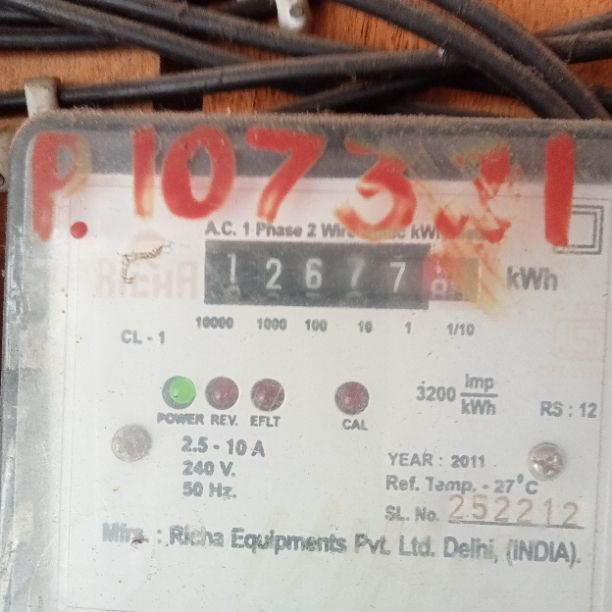 P.1073
A.C. 1 Phase 2 Wire
RICHA
12677 kWh
10000 1000 100 10 1 1/10
CL - 1
3200 Imp/kWh
RS : 12
POWER REV. EFLT CAL
2.5 - 10 A
240 V.
50 Hz.
YEAR : 2011
Ref. Temp. - 27°C
SL. No. 252212
Mfrs. : Richa Equipments Pvt. Ltd. Delhi, (INDIA).